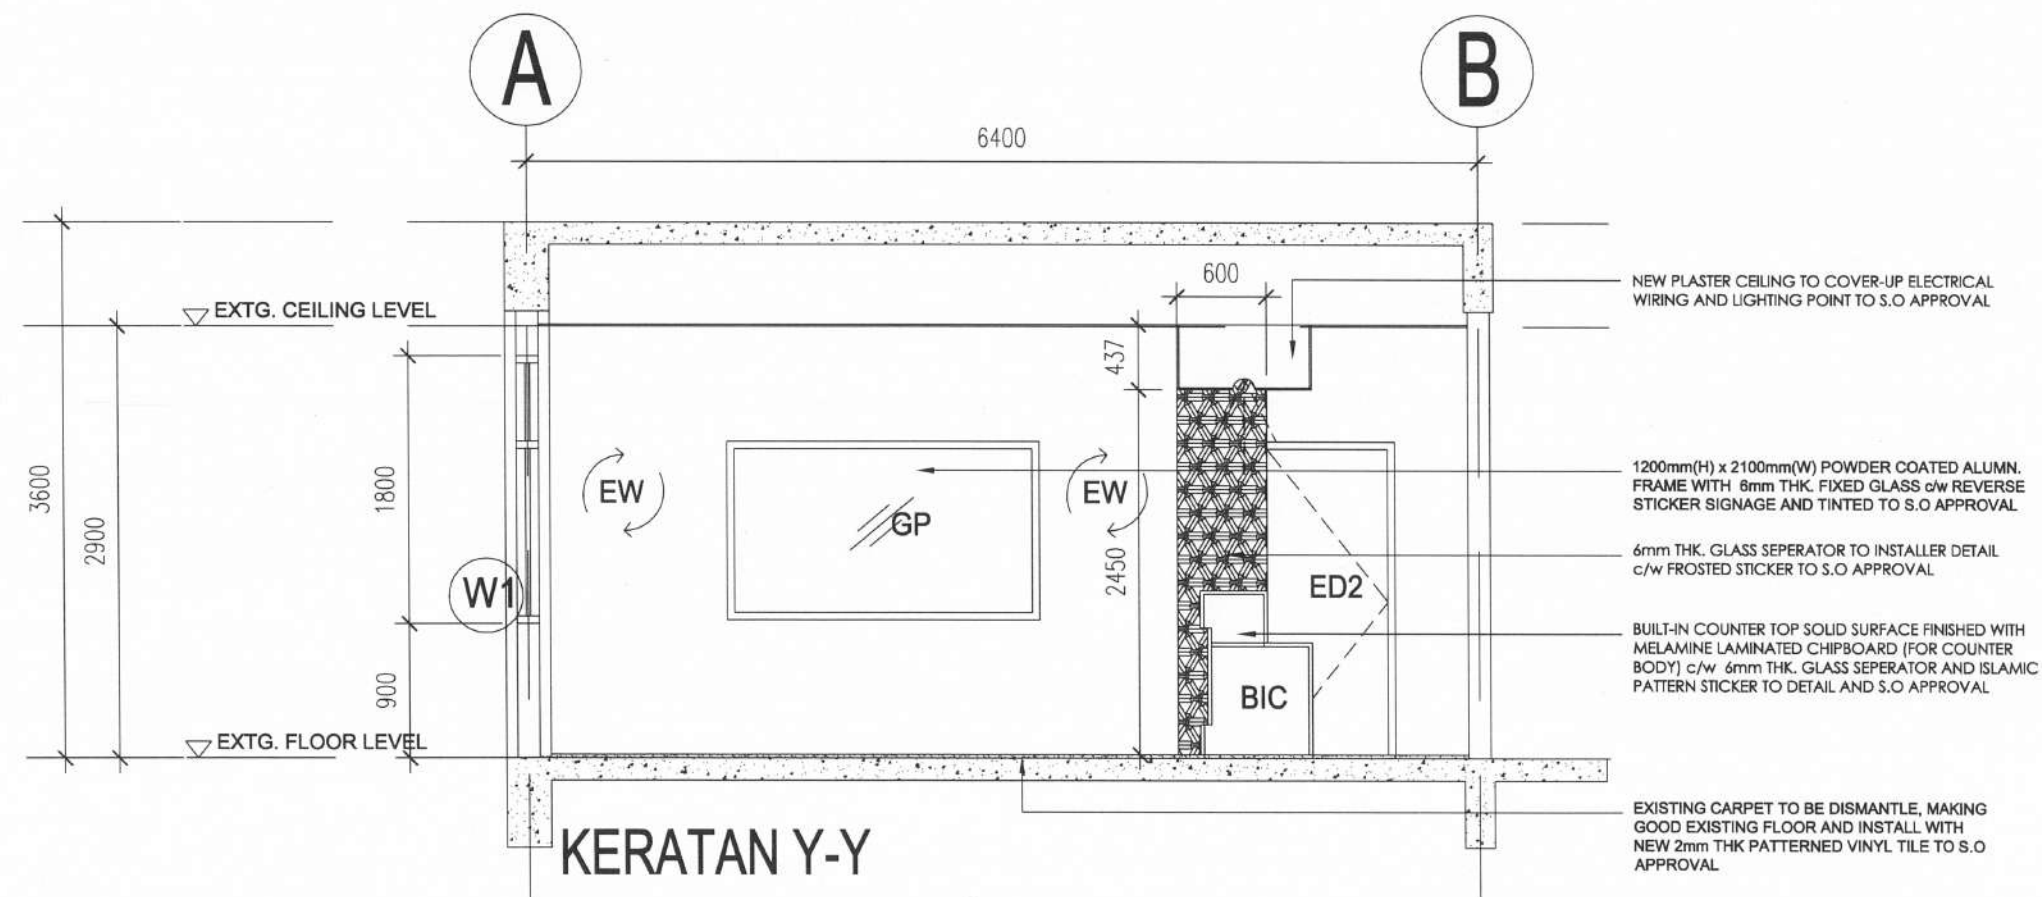 A
B
6400
600
NEW PLASTER CEILING TO COVER-UP ELECTRICAL
WIRING AND LIGHTING POINT TO S.O APPROVAL
EXTG. CEILING LEVEL
437
3600
2900
1800
EW
GP
EW
1200mm(H) x 2100mm(W) POWDER COATED ALUMN.
FRAME WITH 6mm THK. FIXED GLASS c/w REVERSE
STICKER SIGNAGE AND TINTED TO S.O APPROVAL
6mm THK. GLASS SEPERATOR TO INSTALLER DETAIL
c/w FROSTED STICKER TO S.O APPROVAL
W1
2450
ED2
BUILT-IN COUNTER TOP SOLID SURFACE FINISHED WITH
MELAMINE LAMINATED CHIPBOARD (FOR COUNTER
BODY) c/w 6mm THK. GLASS SEPERATOR AND ISLAMIC
PATTERN STICKER TO DETAIL AND S.O APPROVAL
900
BIC
EXTG. FLOOR LEVEL
EXISTING CARPET TO BE DISMANTLE, MAKING
GOOD EXISTING FLOOR AND INSTALL WITH
NEW 2mm THK PATTERNED VINYL TILE TO S.O
APPROVAL
KERATAN Y-Y